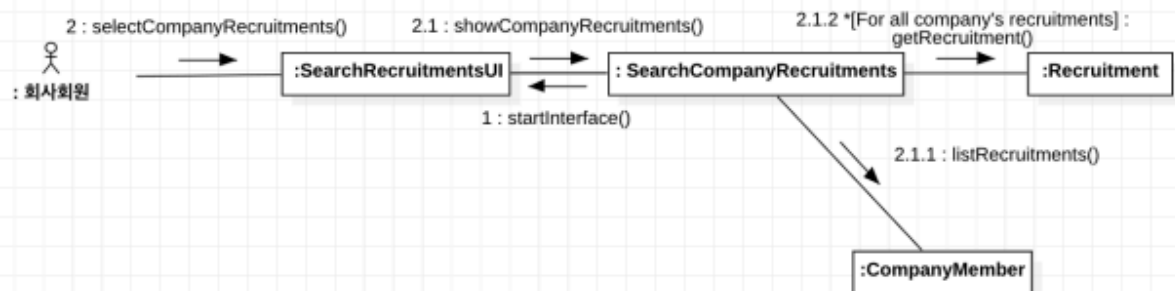 2 : selectCompanyRecruitments()
2.1 : showCompanyRecruitments()
2.1.2 *[For all company's recruitments] :
getRecruitment()
: 회사회원
:SearchRecruitmentsUI
: SearchCompanyRecruitments
:Recruitment
1 : startInterface()
2.1.1 : listRecruitments()
:CompanyMember